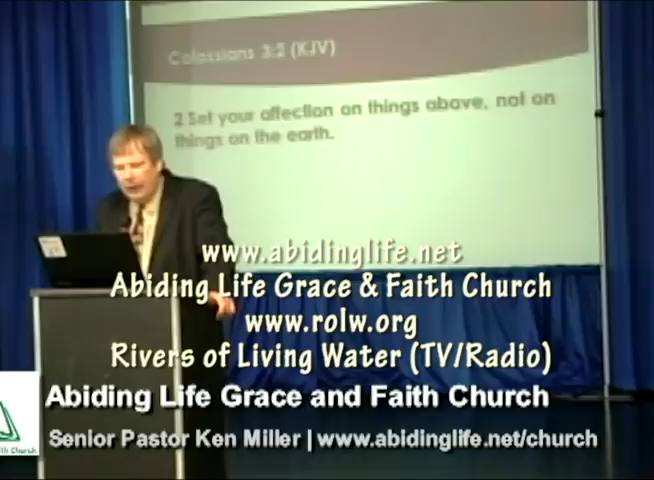 Colossians 3:2 (KJV)
2 Set your affection on things above, not on
things on the earth.
www.abidinglife.net
Abiding Life Grace & Faith Church
www.rolw.org
Rivers of Living Water (TV/Radio)
Abiding Life Grace and Faith Church
Senior Pastor Ken Miller | www.abidinglife.net/church
Faith Church